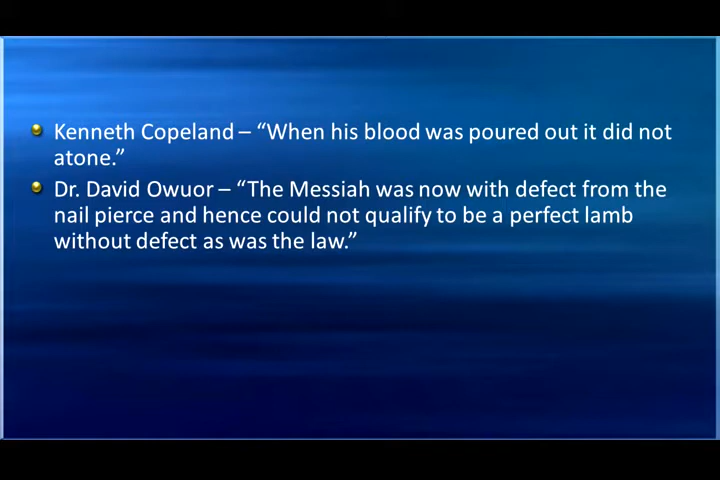 Kenneth Copeland – “When his blood was poured out it did not
atone.”
Dr. David Owuor – “The Messiah was now with defect from the
nail pierce and hence could not qualify to be a perfect lamb
without defect as was the law.”